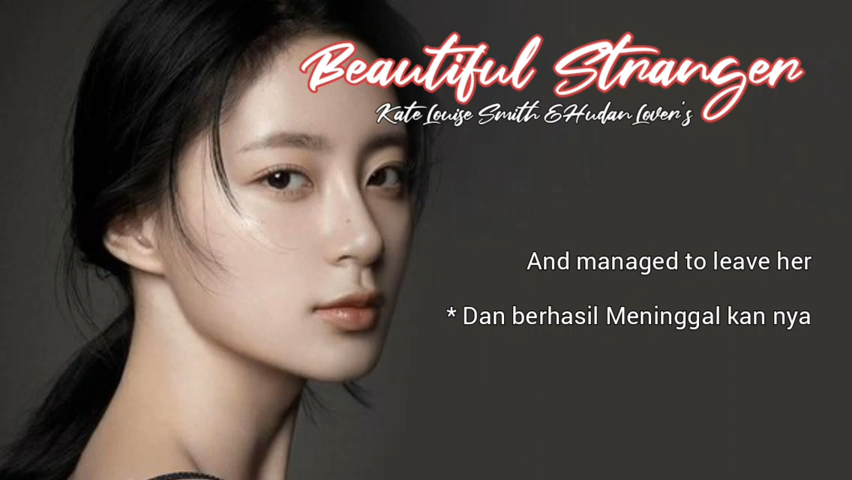 Beautiful Stranger
Kate Louise Smith & Hudan Lover's
And managed to leave her
* Dan berhasil Meninggal kan nya